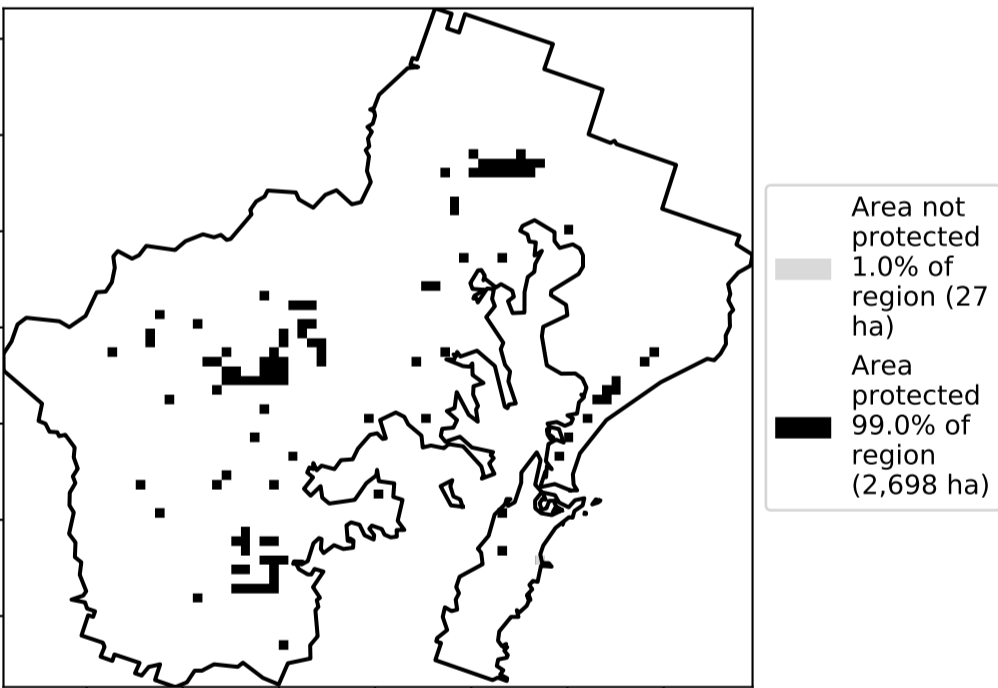 Area not
protected
1.0% of
region (27
ha)
Area
protected
99.0% of
region
(2,698 ha)